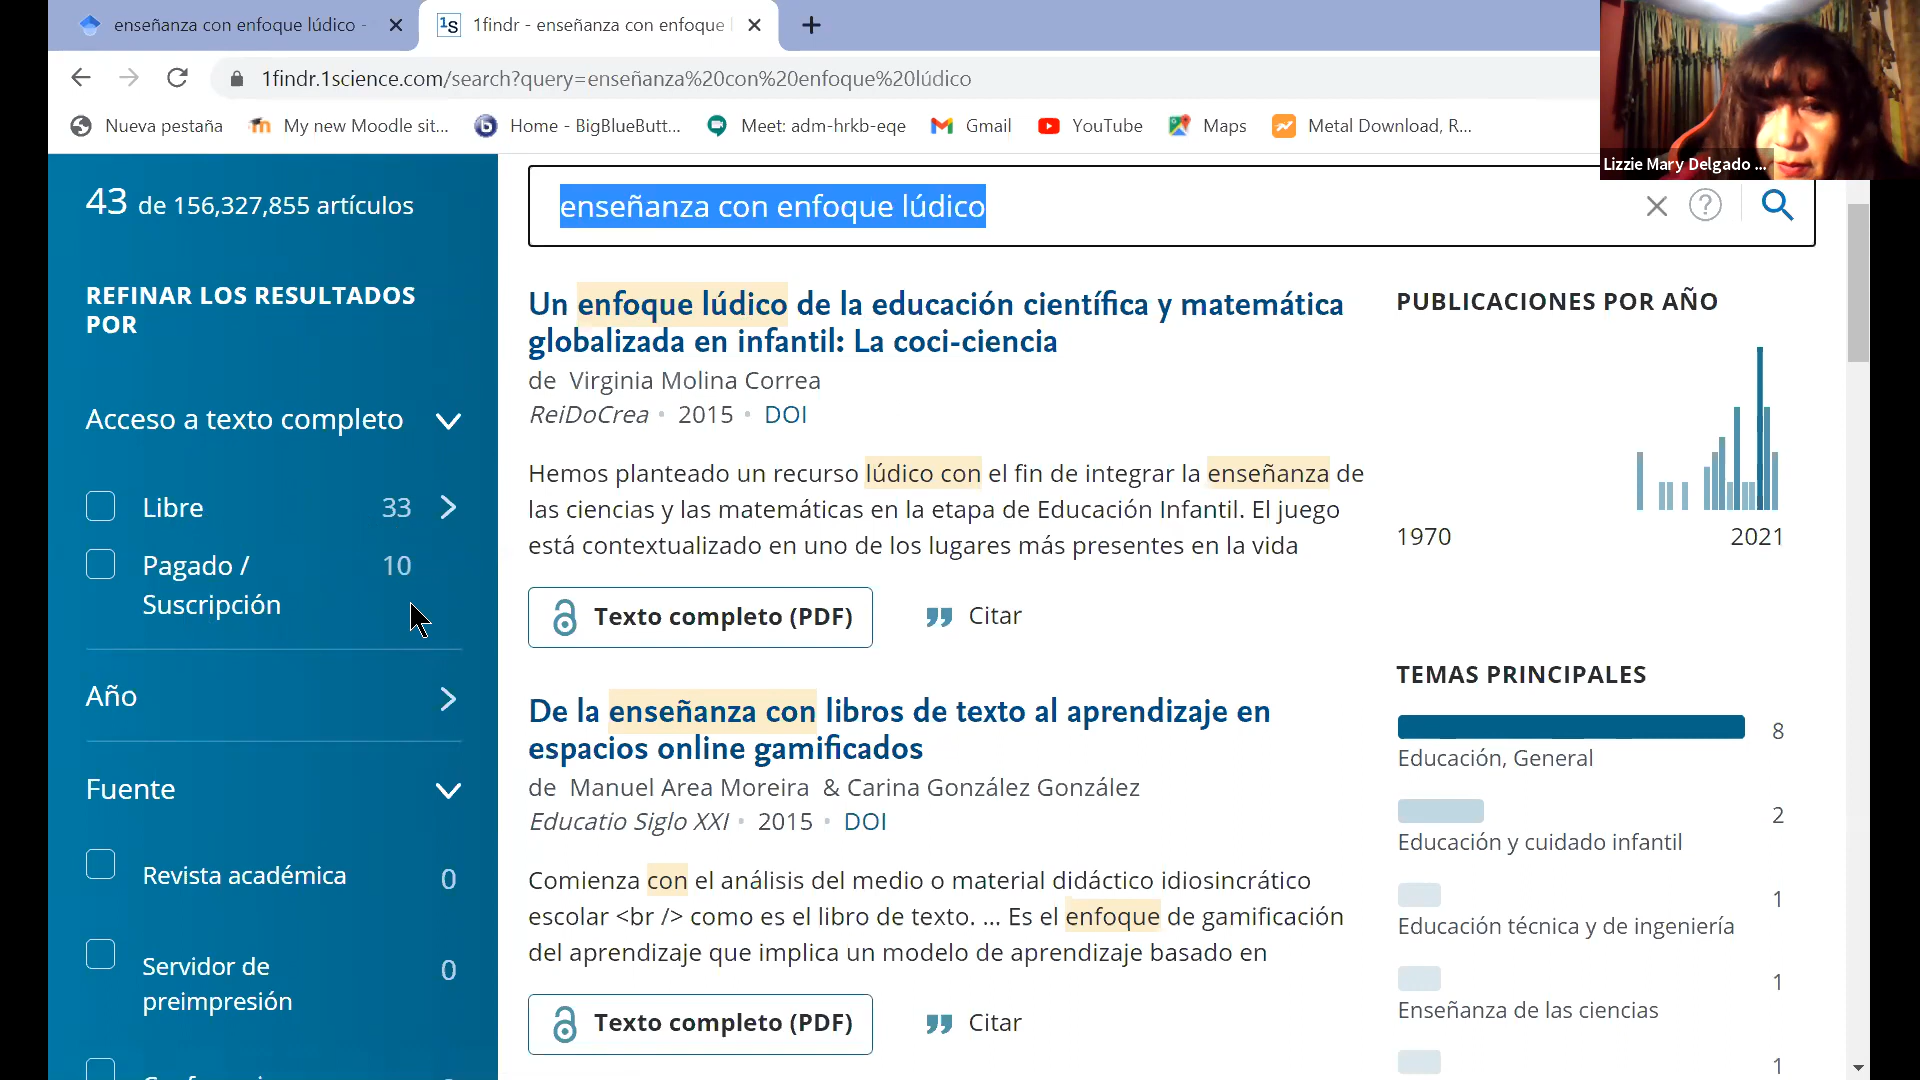 enseñanza con enfoque lúdico -
1findr - enseñanza con enfoque
1findr.1science.com/search?query=enseñanza%20con%20enfoque%20lúdico
Nueva pestaña
My new Moodle sit...
Home - BigBlueButt...
Meet: adm-hrkb-eqe
Gmail
YouTube
Maps
Metal Download, R...
Lizzie Mary Delgado ...
43 de 156,327,855 artículos
REFINAR LOS RESULTADOS
POR
Acceso a texto completo
Libre 33
Pagado / 10
Suscripción
Año
Fuente
Revista académica 0
Servidor de 0
preimpresión
enseñanza con enfoque lúdico
Un enfoque lúdico de la educación científica y matemática
globalizada en infantil: La coci-ciencia
de Virginia Molina Correa
ReiDoCrea • 2015 • DOI
Hemos planteado un recurso lúdico con el fin de integrar la enseñanza de
las ciencias y las matemáticas en la etapa de Educación Infantil. El juego
está contextualizado en uno de los lugares más presentes en la vida
Texto completo (PDF)
Citar
De la enseñanza con libros de texto al aprendizaje en
espacios online gamificados
de Manuel Area Moreira & Carina González González
Educatio Siglo XXI • 2015 • DOI
Comienza con el análisis del medio o material didáctico idiosincrático
escolar <br /> como es el libro de texto. ... Es el enfoque de gamificación
del aprendizaje que implica un modelo de aprendizaje basado en
Texto completo (PDF)
Citar
PUBLICACIONES POR AÑO
1970 2021
TEMAS PRINCIPALES
8
Educación, General
2
Educación y cuidado infantil
1
Educación técnica y de ingeniería
1
Enseñanza de las ciencias
1